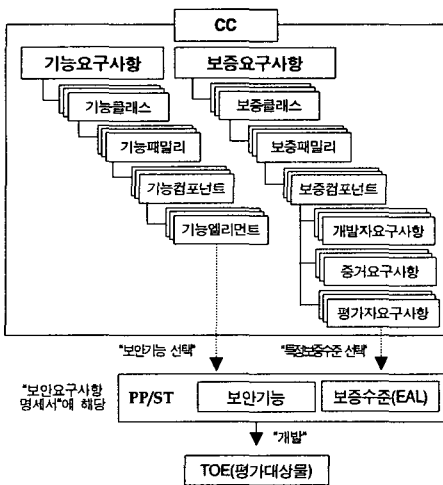 CC
기능요구사항
보증요구사항
기능클래스
보증클래스
기능패밀리
보증패밀리
기능컴포넌트
보증컴포넌트
기능엘리먼트
개발자요구사항
증거요구사항
평가자요구사항
"보안기능 선택"
"특정보증수준 선택"
"보안요구사항
명세서"에 해당
PP/ST
보안기능
보증수준(EAL)
"개발"
TOE(평가대상물)